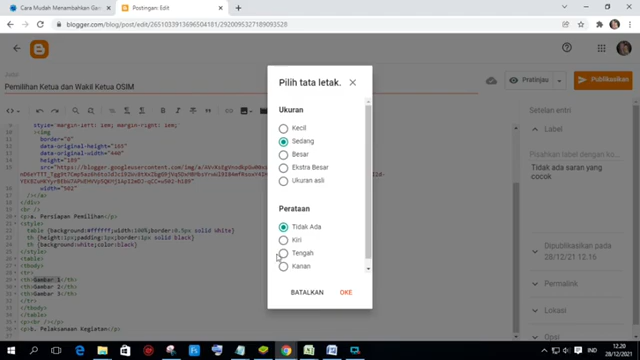 Cara Mudah Menambahkan Gam
Postingan: Edit
blogger.com/blog/post/edit/2651033913696504181/2920095327189093528
Judul
Pemilihan Ketua dan Wakil Ketua OSIM
Pratinjau
Publikasikan
Pilih tata letak.
Ukuran
Kecil
Sedang
Besar
Ekstra Besar
Ukuran asli
Perataan
Tidak Ada
Kiri
Tengah
Kanan
BATALKAN
OKE
style="margin-left: 1em; margin-right: 1em;"
><img
border="0"
data-original-height="165"
data-original-width="440"
height="189"
width="502"
/></a>
</div>
<br />
<p>a. Persiapan Pemilihan</p>
<style>
table {background:#ffffff;width:100%;border:0.5px solid white}
th {height:1px;padding:1px;border:1px solid black}
th {background:white;color:black}
</style>
<table>
<tbody>
<tr>
<th>Gambar 1</th>
<th>Gambar 2</th>
<th>Gambar 3</th>
</tr>
</tbody>
</table>
<p><br /></p>
<p>b. Pelaksanaan Kegiatan</p>
<style>
Setelan entri
Label
Pisahkan label dengan ko
Tidak ada saran yang
cocok
Dipublikasikan pada
28/12/21 12.16
Permalink
Lokasi
Opsi
IND
12.20
28/12/2021